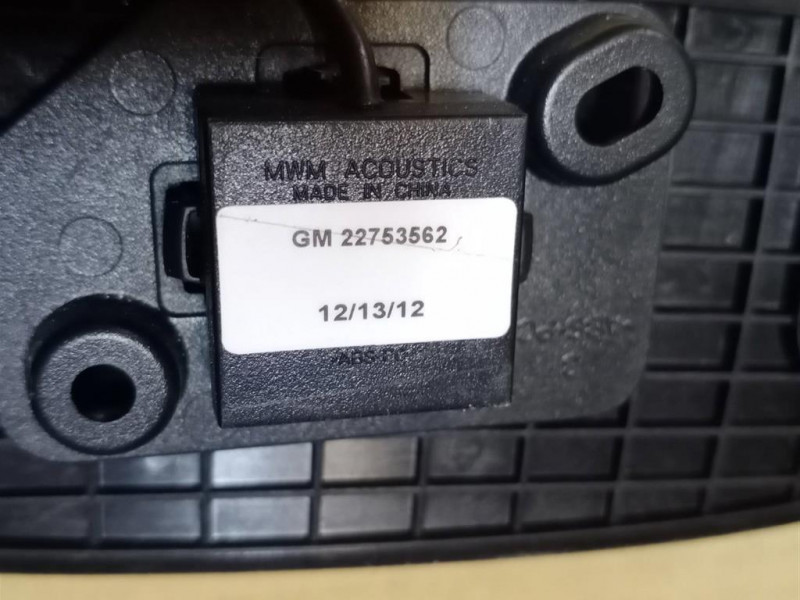 MWM ACOUSTICS
MADE IN CHINA
GM 22753562
12/13/12